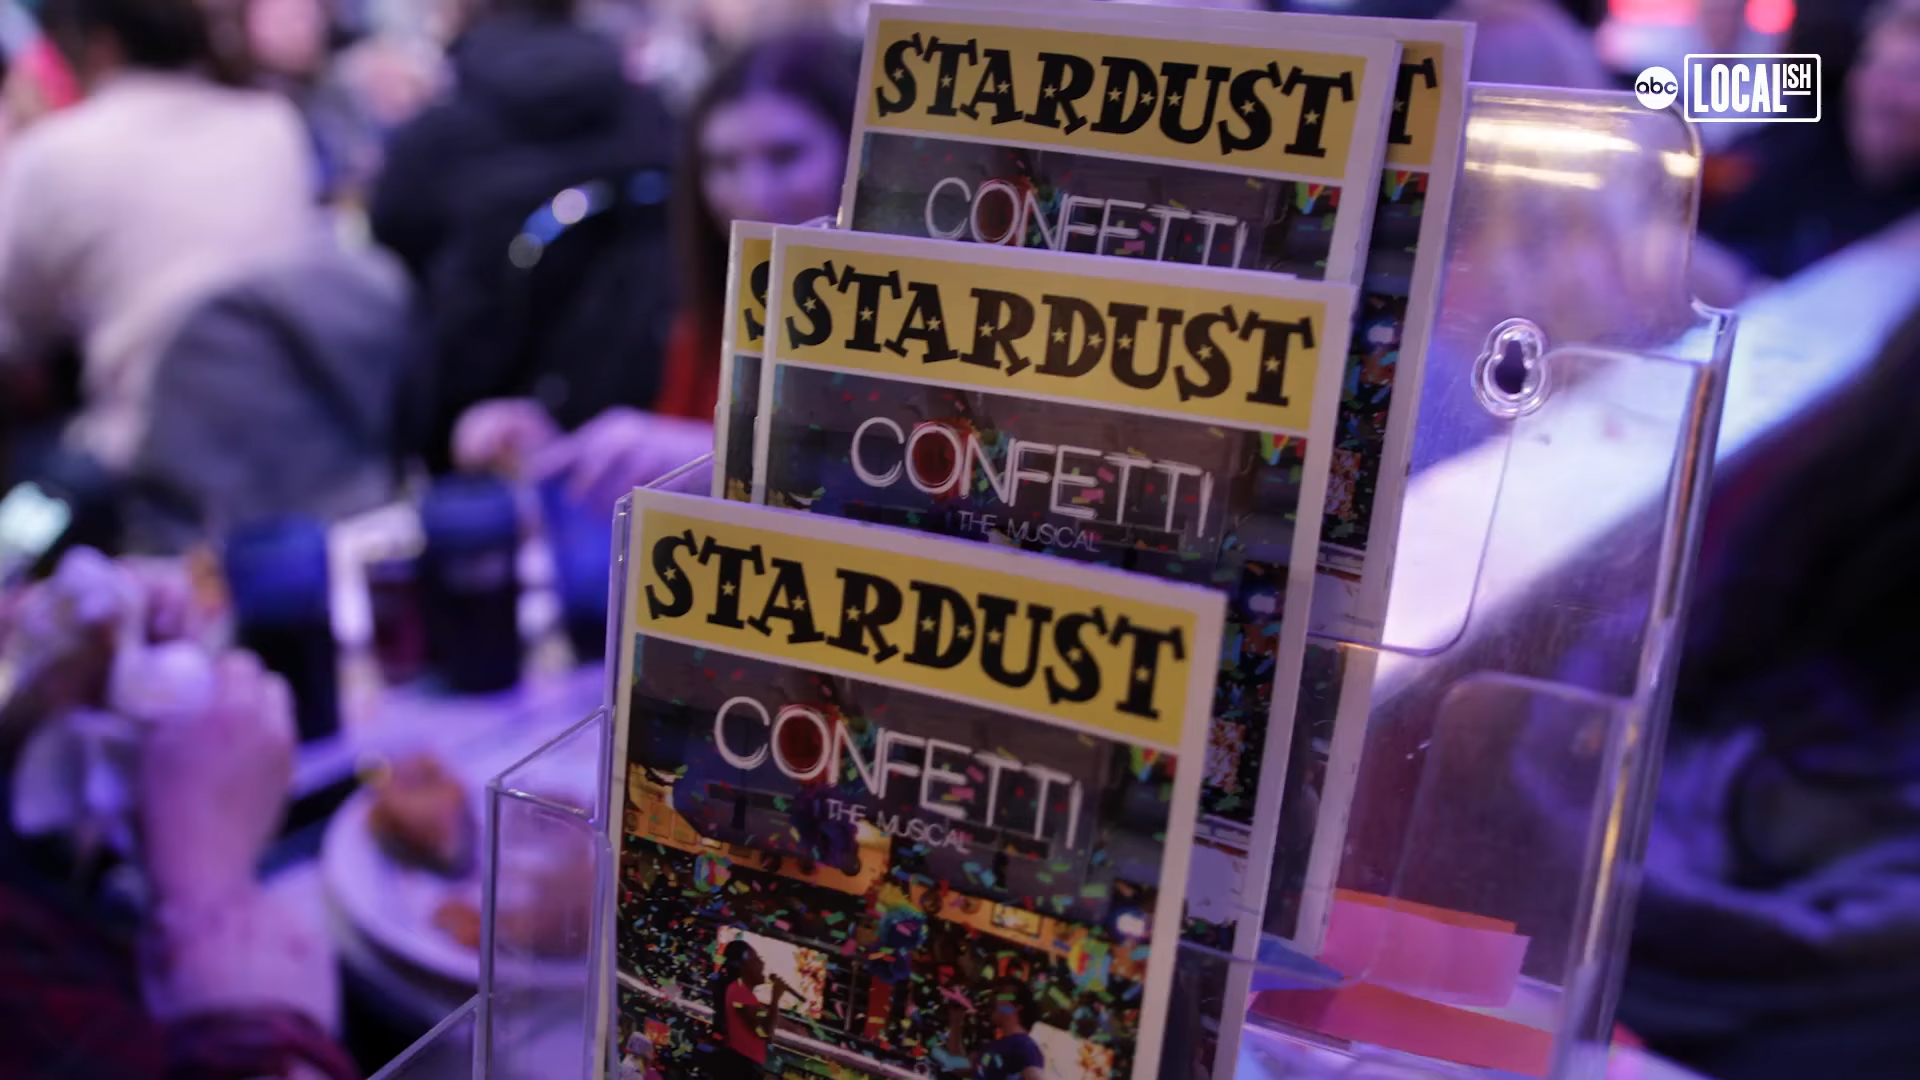 STARDUST
CONFETTI
abc LOCALISH
T
S
STARDUST
CONFETTI
THE MUSICAL
STARDUST
CONFETTI
THE MUSICAL